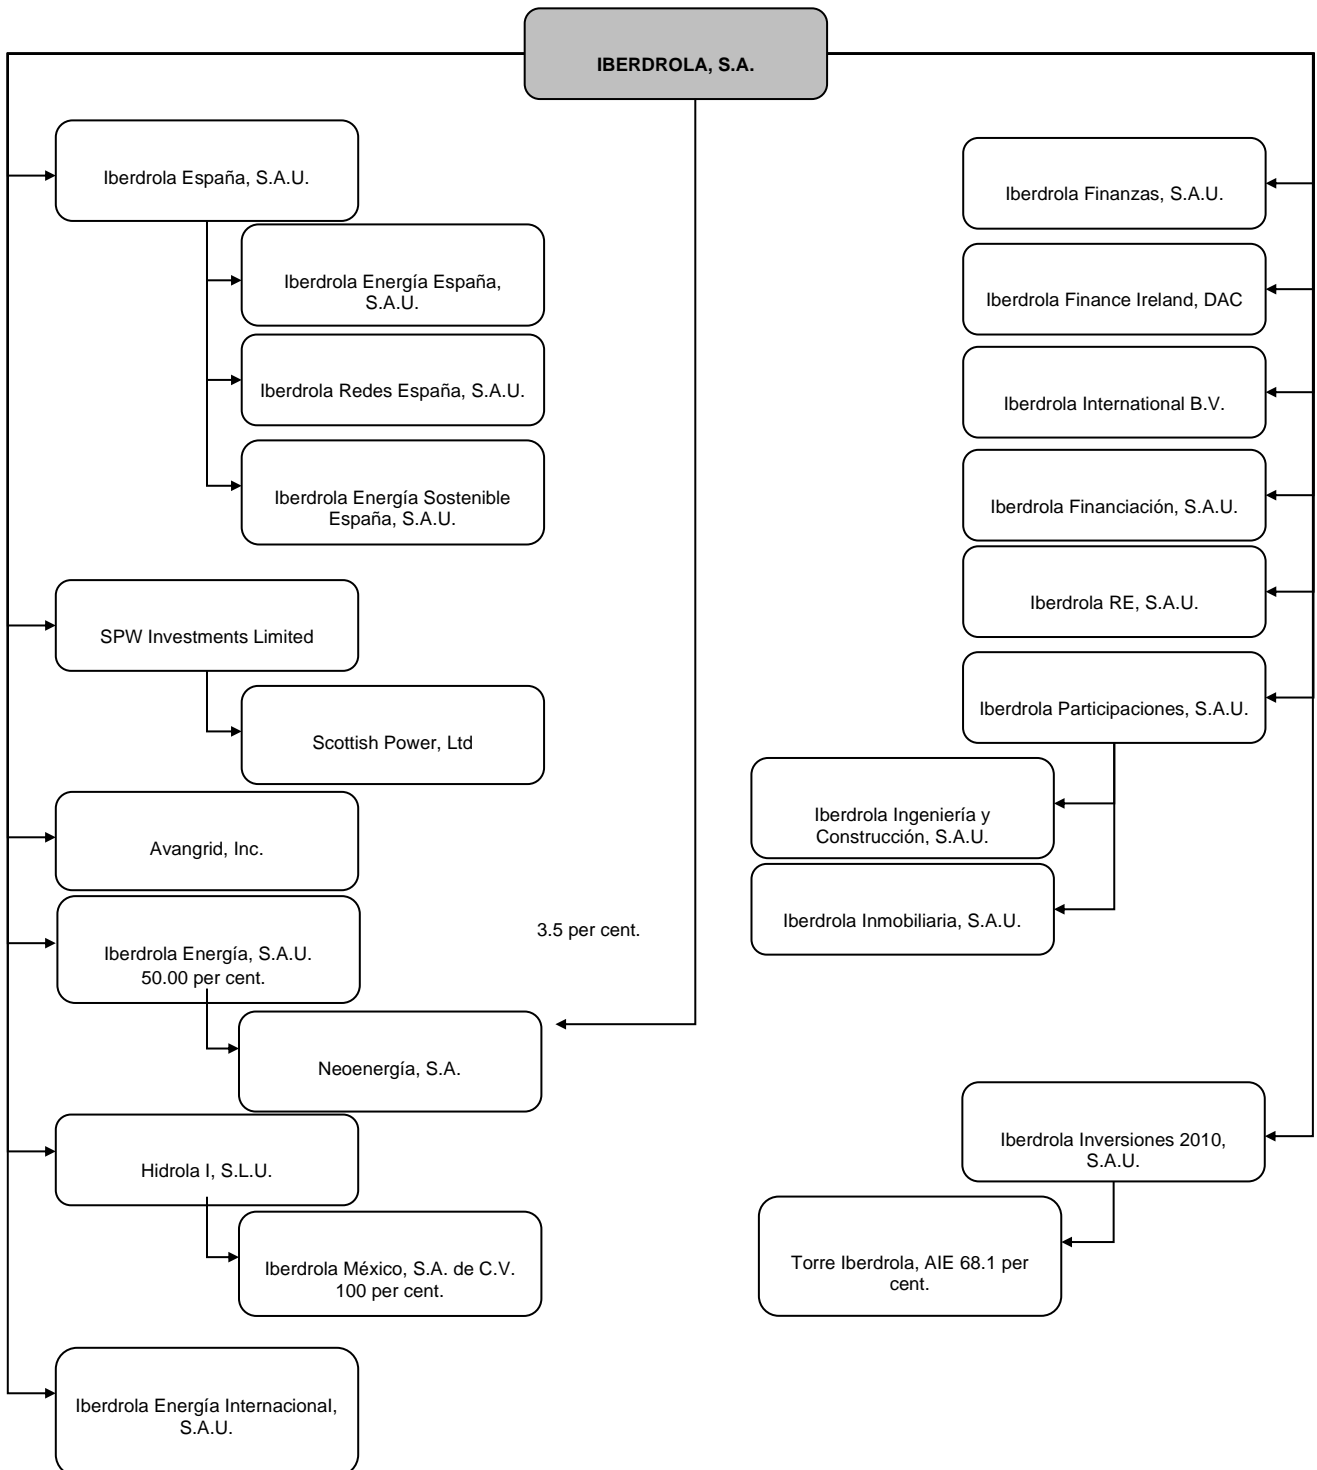 IBERDROLA, S.A.
Iberdrola España, S.A.U.
Iberdrola Energía España,
S.A.U.
Iberdrola Redes España, S.A.U.
Iberdrola Energía Sostenible
España, S.A.U.
SPW Investments Limited
Scottish Power, Ltd
Avangrid, Inc.
Iberdrola Energía, S.A.U.
50.00 per cent.
3.5 per cent.
Neoenergía, S.A.
Hidrola I, S.L.U.
Iberdrola México, S.A. de C.V.
100 per cent.
Iberdrola Energía Internacional,
S.A.U.
Iberdrola Finanzas, S.A.U.
Iberdrola Finance Ireland, DAC
Iberdrola International B.V.
Iberdrola Financiación, S.A.U.
Iberdrola RE, S.A.U.
Iberdrola Participaciones, S.A.U.
Iberdrola Ingeniería y
Construcción, S.A.U.
Iberdrola Inmobiliaria, S.A.U.
Iberdrola Inversiones 2010,
S.A.U.
Torre Iberdrola, AIE 68.1 per
cent.